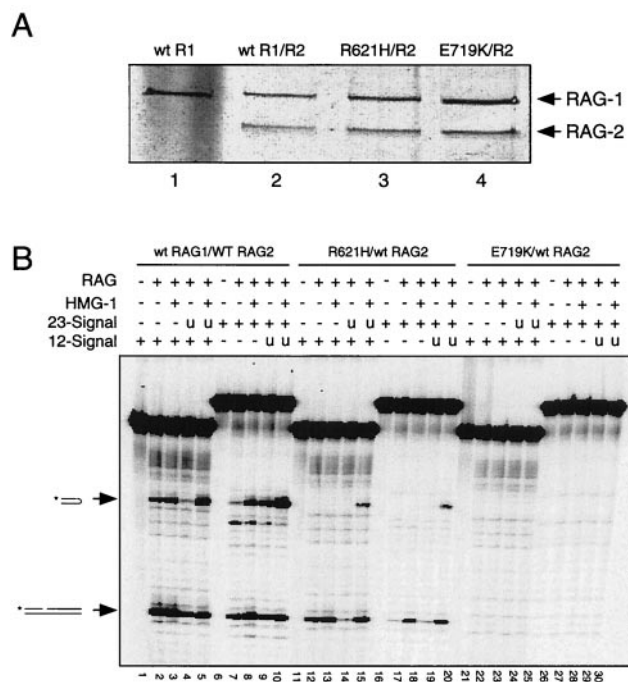 A
wt R1 wt R1/R2 R621H/R2 E719K/R2
RAG-1
RAG-2
1 2 3 4
B
wt RAG1/WT RAG2 R621H/wt RAG2 E719K/wt RAG2
RAG - + + + + - + + + + - + + + + - + + + + - + + + + - + + + +
HMG-1 - - + - + - - + - + - - + - + - - + - + - - + - + - - + - +
23-Signal - - - u u + + + + + - - - u u + + + + + - - - u u + + + + +
12-Signal + + + + + - - - u u + + + + + - - - u u + + + + + - - - u u
*
*
1 2 3 4 5 6 7 8 9 10 11 12 13 14 15 16 17 18 19 20 21 22 23 24 25 26 27 28 29 30